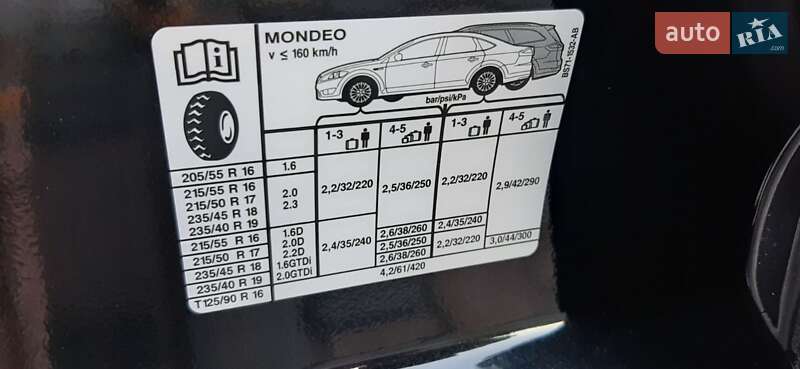 MONDEO
v ≤ 160 km/h
BS71-1532-AB
bar/psi/kPa
1-3 4-5 1-3 4-5
205/55 R 16 1.6
215/55 R 16
215/50 R 17 2.0 2,2/32/220 2,5/36/250 2,2/32/220 2,9/42/290
235/45 R 18 2.3
235/40 R 19
215/55 R 16 1.6D 2,6/38/260 2,4/35/240
215/50 R 17 2.0D 2,4/35/240 2,5/36/250 2,2/32/220 3,0/44/300
235/45 R 18 2.2D 2,6/38/260
235/40 R 19 1.6GTDi
T125/90 R 16 2.0GTDi 4,2/61/420
auto RIA.com